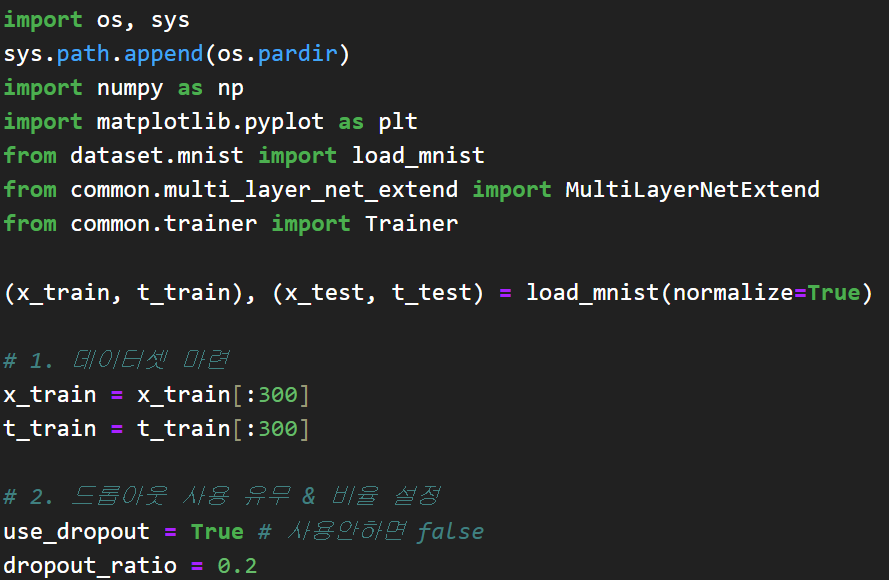 import os, sys
sys.path.append(os.pardir)
import numpy as np
import matplotlib.pyplot as plt
from dataset.mnist import load_mnist
from common.multi_layer_net_extend import MultiLayerNetExtend
from common.trainer import Trainer
(x_train, t_train), (x_test, t_test) = load_mnist(normalize=True)
# 1. 데이터셋 마련
x_train = x_train[:300]
t_train = t_train[:300]
# 2. 드롭아웃 사용 유무 & 비율 설정
use_dropout = True # 사용안하면 false
dropout_ratio = 0.2